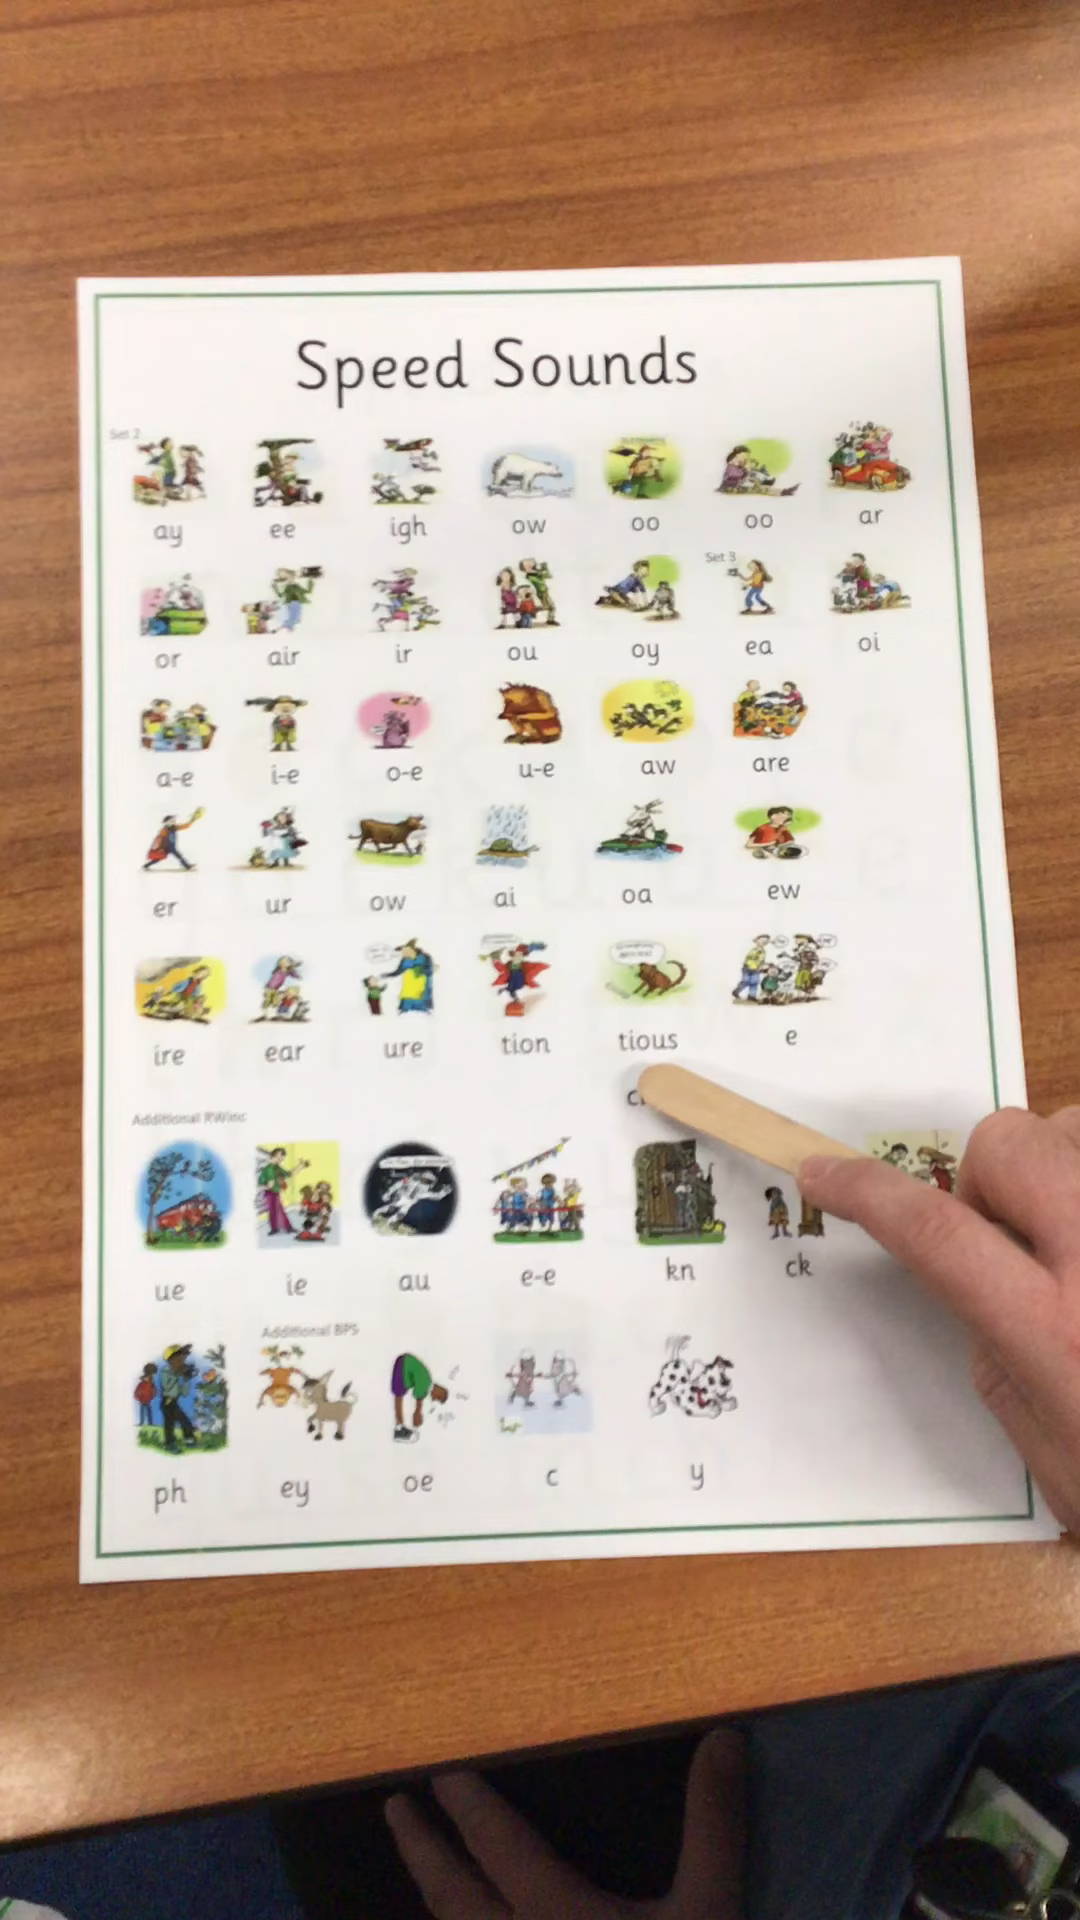 Speed Sounds
Set 2
ay ee igh ow oo oo ar
Set 3
or air ir ou oy ea oi
a-e i-e o-e u-e aw are
er ur ow ai oa ew
ire ear ure tion tious e
Additional RWinc
ue ie au e-e kn ck
Additional BPS
ph ey oe c y